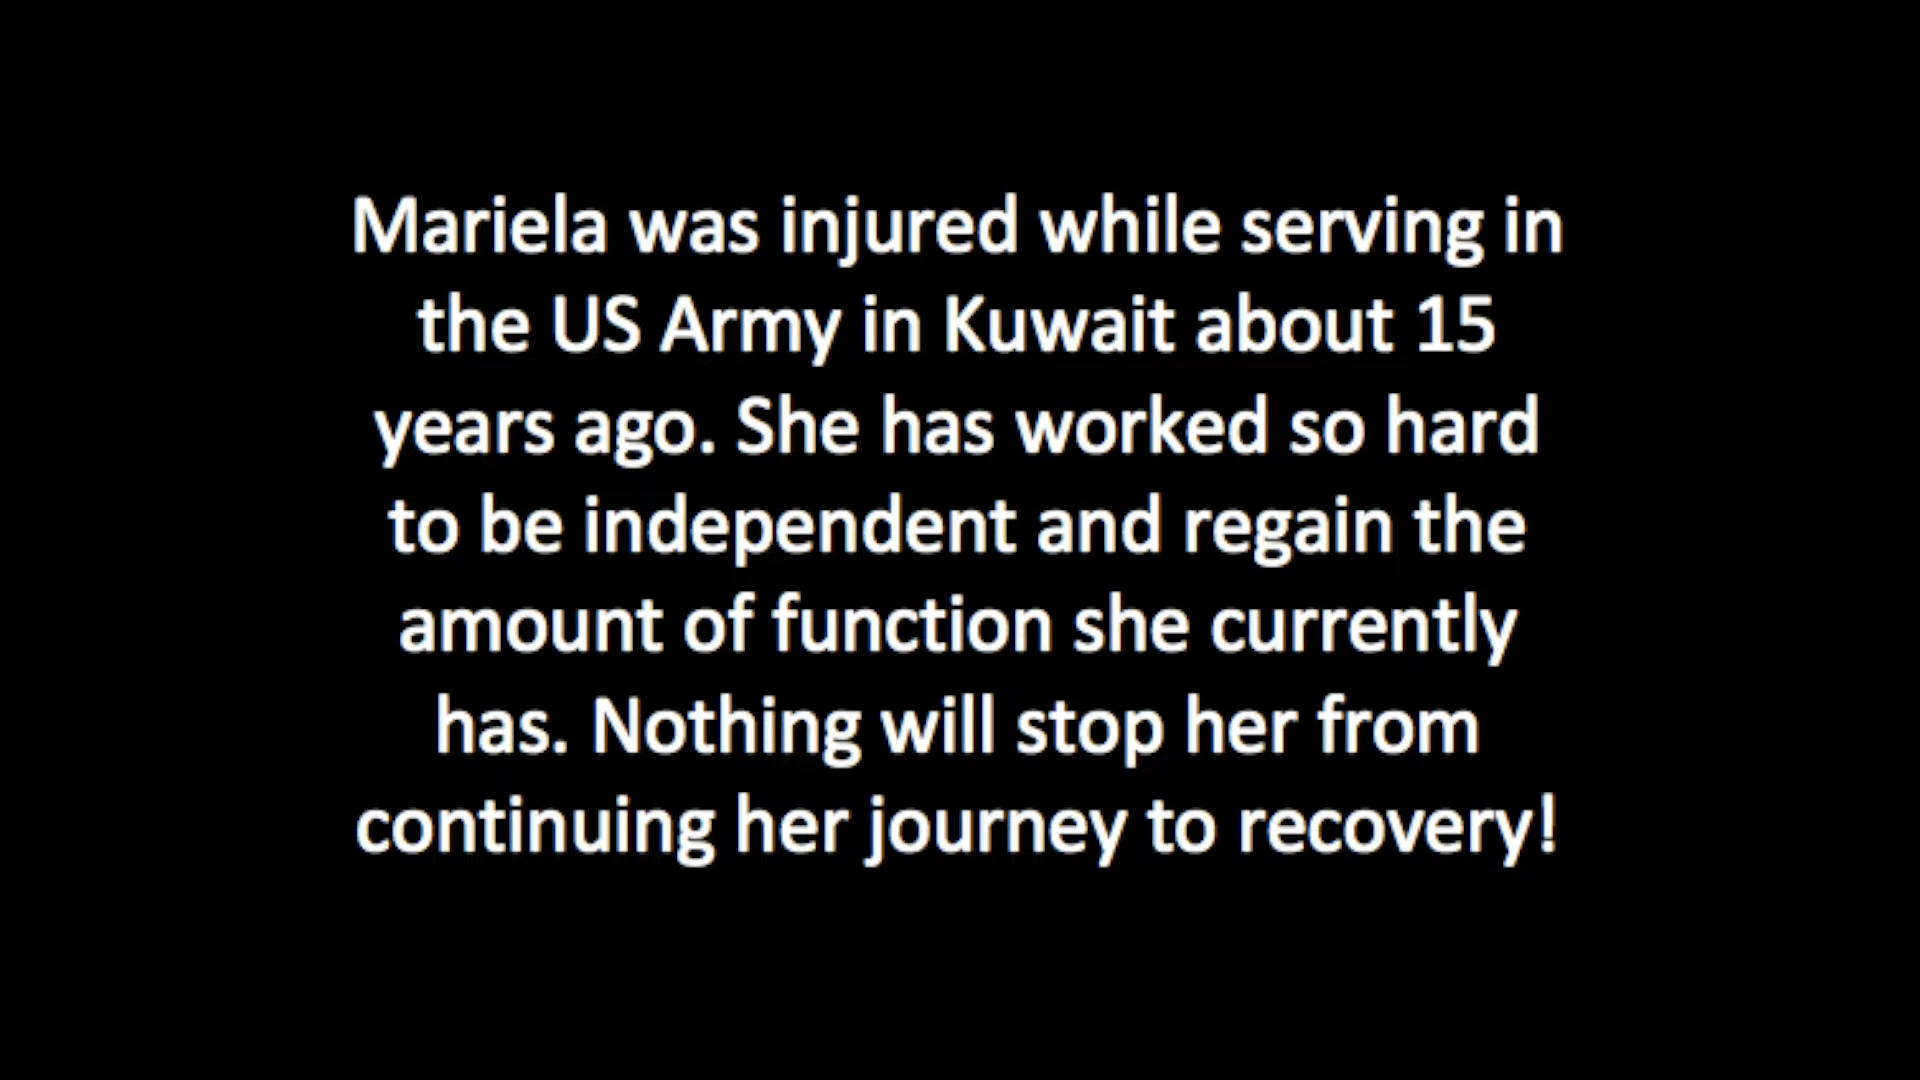 Mariela was injured while serving in
the US Army in Kuwait about 15
years ago. She has worked so hard
to be independent and regain the
amount of function she currently
has. Nothing will stop her from
continuing her journey to recovery!